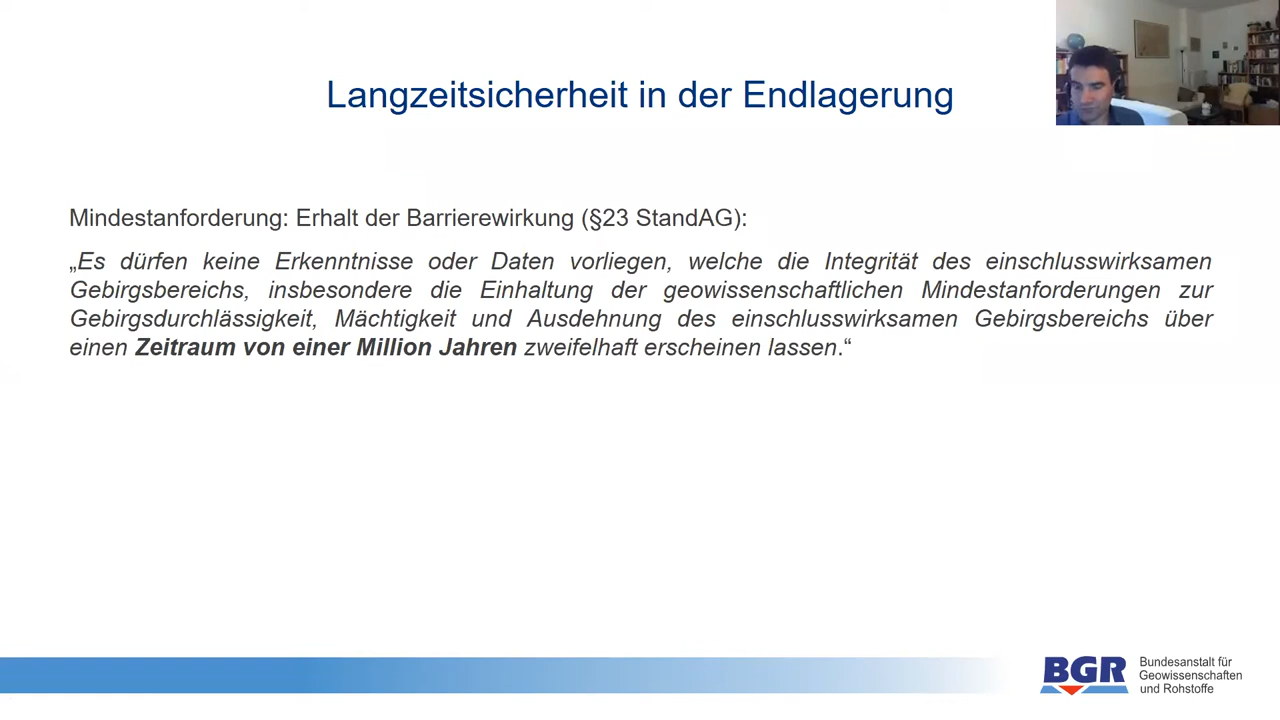 Langzeitsicherheit in der Endlagerung
Mindestanforderung: Erhalt der Barrierewirkung (§23 StandAG):
„Es dürfen keine Erkenntnisse oder Daten vorliegen, welche die Integrität des einschlusswirksamen
Gebirgsbereichs, insbesondere die Einhaltung der geowissenschaftlichen Mindestanforderungen zur
Gebirgsdurchlässigkeit, Mächtigkeit und Ausdehnung des einschlusswirksamen Gebirgsbereichs über
einen Zeitraum von einer Million Jahren zweifelhaft erscheinen lassen.“
BGR
Bundesanstalt für
Geowissenschaften
und Rohstoffe